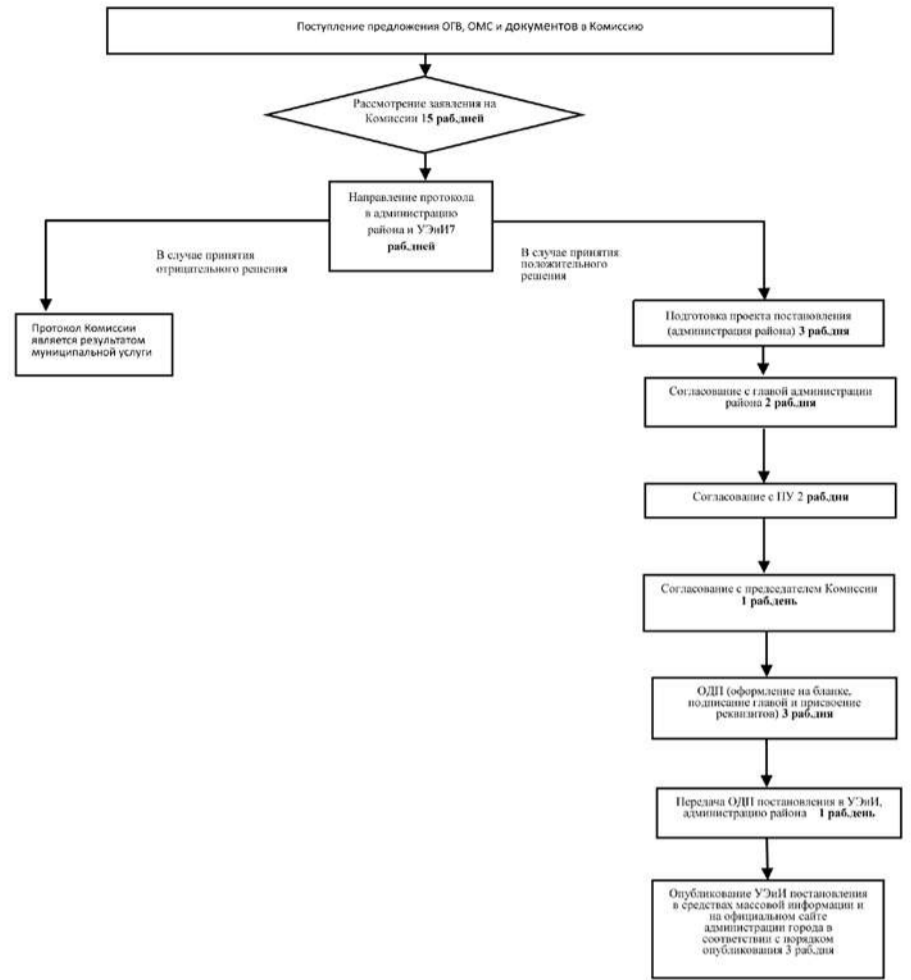 Поступление предложения ОГВ, ОМС и документов в Комиссию
Рассмотрение заявления на
Комиссии 15 раб.дней
Направление протокола
в администрацию
района и УЭиИ7
раб.дней
В случае принятия
отрицательного решения
В случае принятия
положительного
решения
Протокол Комиссии
является результатом
муниципальной услуги
Подготовка проекта постановления
(администрация района) 3 раб.дня
Согласование с главой администрации
района 2 раб.дня
Согласование с ПУ 2 раб.дня
Согласование с председателем Комиссии
1 раб.день
ОДП (оформление на бланке,
подписание главой и присвоение
реквизитов) 3 раб.дня
Передача ОДП постановления в УЭиИ,
администрацию района 1 раб.день
Опубликование УЭиИ постановления
в средствах массовой информации и
на официальном сайте
администрации города в
соответствии с порядком
опубликования 3 раб.дня